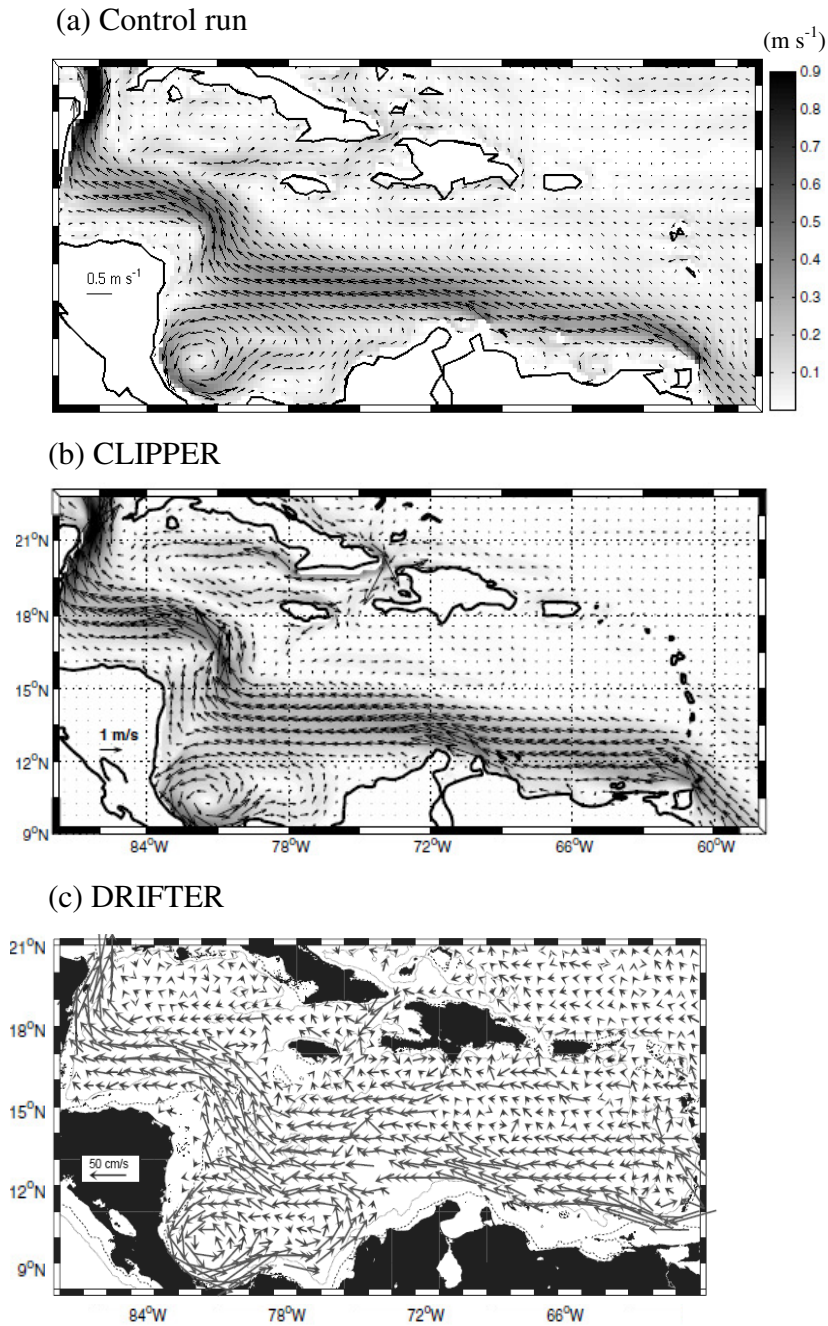 (a) Control run
(m s⁻¹)
0.9
0.8
0.7
0.6
0.5
0.4
0.3
0.2
0.1
0.5 m s⁻¹
(b) CLIPPER
21°N
18°N
15°N
12°N
9°N
1 m/s
84°W 78°W 72°W 66°W 60°W
(c) DRIFTER
21°N
18°N
15°N
12°N
9°N
50 cm/s
84°W 78°W 72°W 66°W